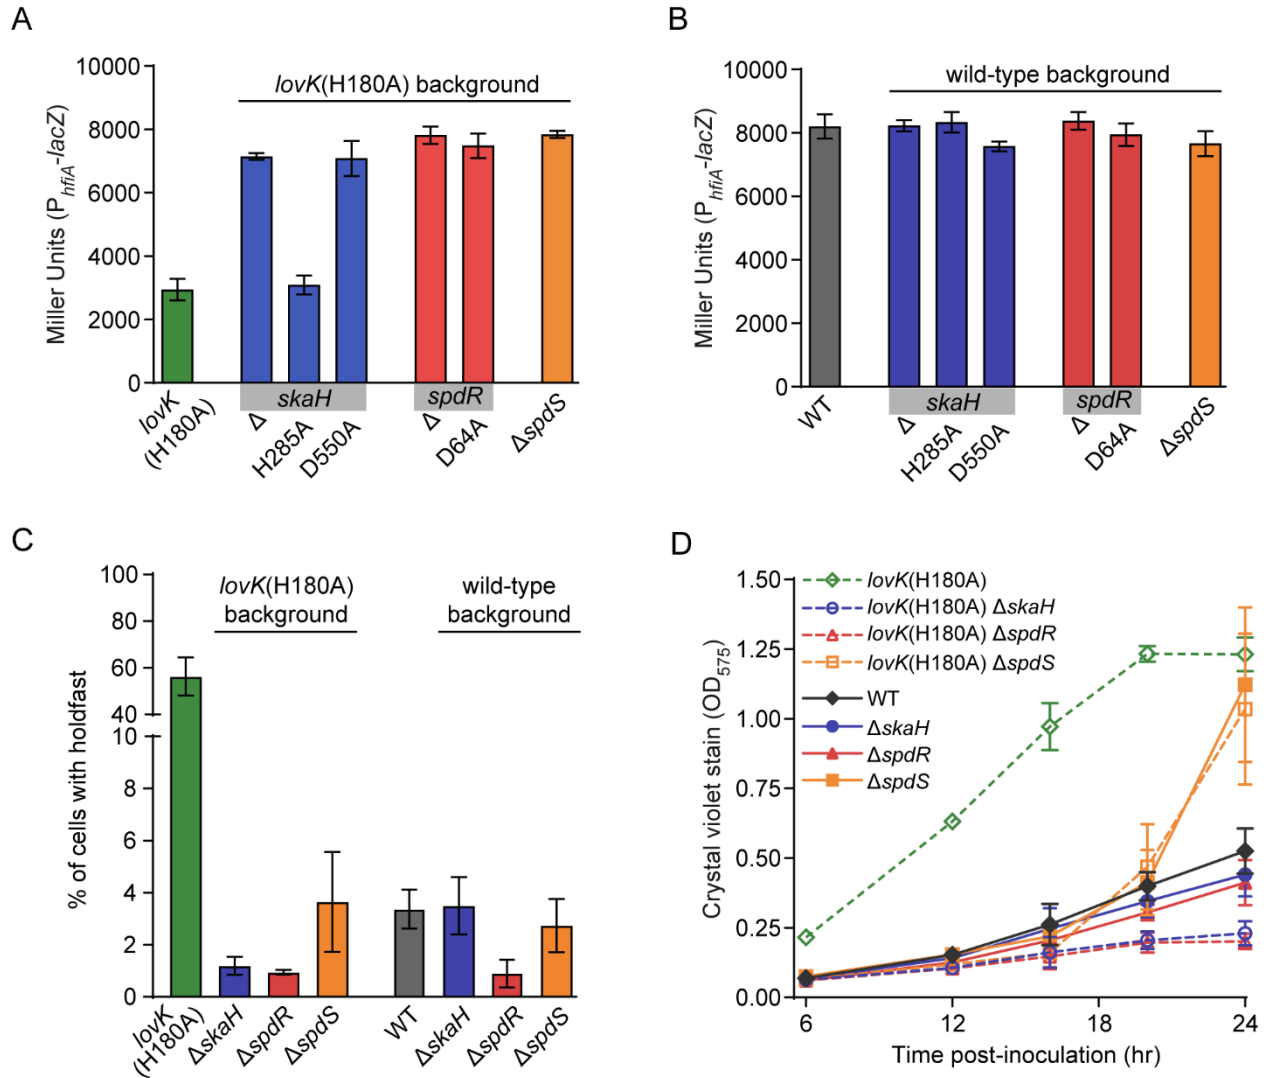 A
10000
8000
6000
4000
2000
0
Miller Units (PhfiA-lacZ)
lovK(H180A) background
lovK
(H180A)
Δ
H285A
D550A
skaH
Δ
D64A
spdR
ΔspdS
B
10000
8000
6000
4000
2000
0
Miller Units (PhfiA-lacZ)
wild-type background
WT
Δ
H285A
D550A
skaH
Δ
D64A
spdR
ΔspdS
C
100
80
60
40
10
8
6
4
2
0
% of cells with holdfast
lovK(H180A)
background
wild-type
background
lovK
(H180A)
ΔskaH
ΔspdR
ΔspdS
WT
ΔskaH
ΔspdR
ΔspdS
D
1.50
1.25
1.00
0.75
0.50
0.25
0.00
Crystal violet stain (OD575)
lovK(H180A)
lovK(H180A) ΔskaH
lovK(H180A) ΔspdR
lovK(H180A) ΔspdS
WT
ΔskaH
ΔspdR
ΔspdS
6
12
18
24
Time post-inoculation (hr)